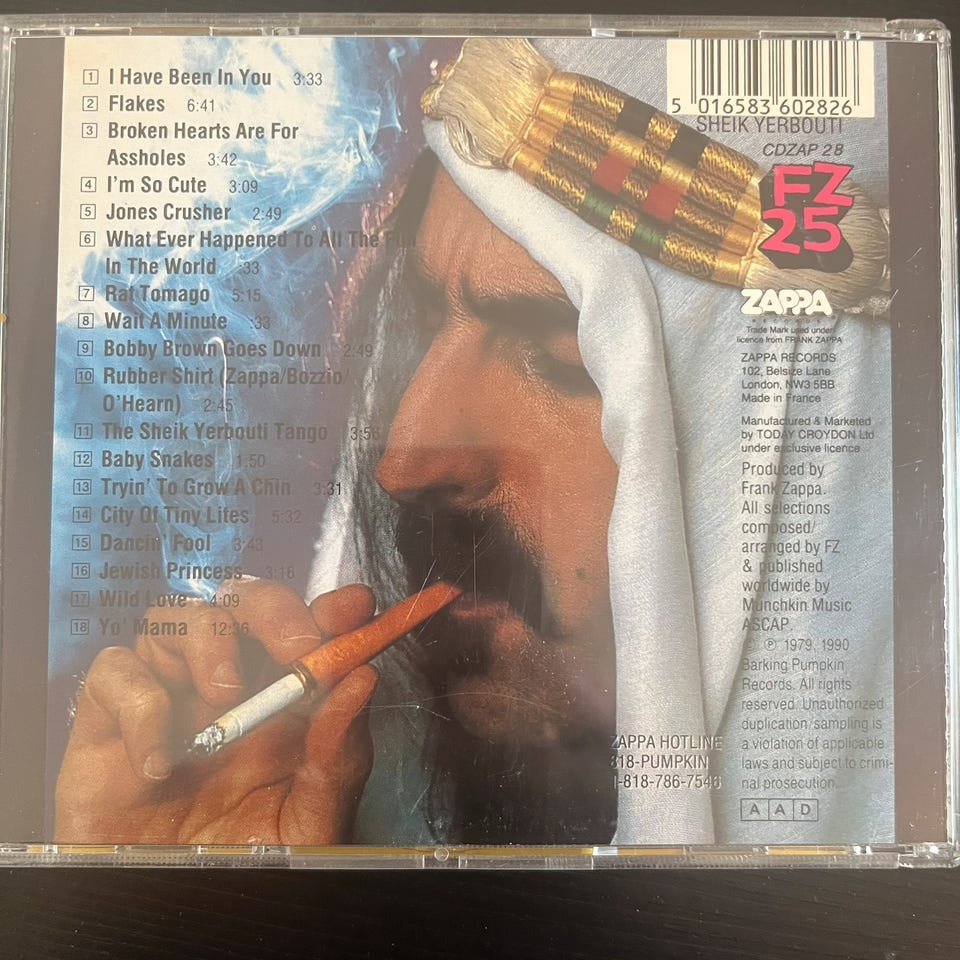 1 I Have Been In You 3:33
2 Flakes 6:41
3 Broken Hearts Are For
Assholes 3:42
4 I'm So Cute 3:09
5 Jones Crusher 2:49
6 What Ever Happened To All The Fun
In The World :33
7 Rat Tomago 5:15
8 Wait A Minute :33
9 Bobby Brown Goes Down 2:49
10 Rubber Shirt (Zappa/Bozzio/
O'Hearn) 2:45
11 The Sheik Yerbouti Tango 3:56
12 Baby Snakes 1:50
13 Tryin' To Grow A Chin 3:31
14 City Of Tiny Lites 5:32
15 Dancin' Fool 3:43
16 Jewish Princess 3:16
17 Wild Love 4:09
18 Yo' Mama 12:36
5 016583 602826
SHEIK YERBOUTI
CDZAP 28
FZ
25
ZAPPA
RECORDS
Trade Mark used under
licence from FRANK ZAPPA
ZAPPA RECORDS
102, Belsize Lane
London, NW3 5BB
Made in France
Manufactured & Marketed
by TODAY CROYDON Ltd
under exclusive licence
Produced by
Frank Zappa.
All selections
composed/
arranged by FZ
& published
worldwide by
Munchkin Music
ASCAP.
© ℗ 1979, 1990
Barking Pumpkin
Records. All rights
reserved. Unauthorized
duplication/sampling is
a violation of applicable
laws and subject to crimi-
nal prosecution.
AAD
ZAPPA HOTLINE
818-PUMPKIN
1-818-786-7546